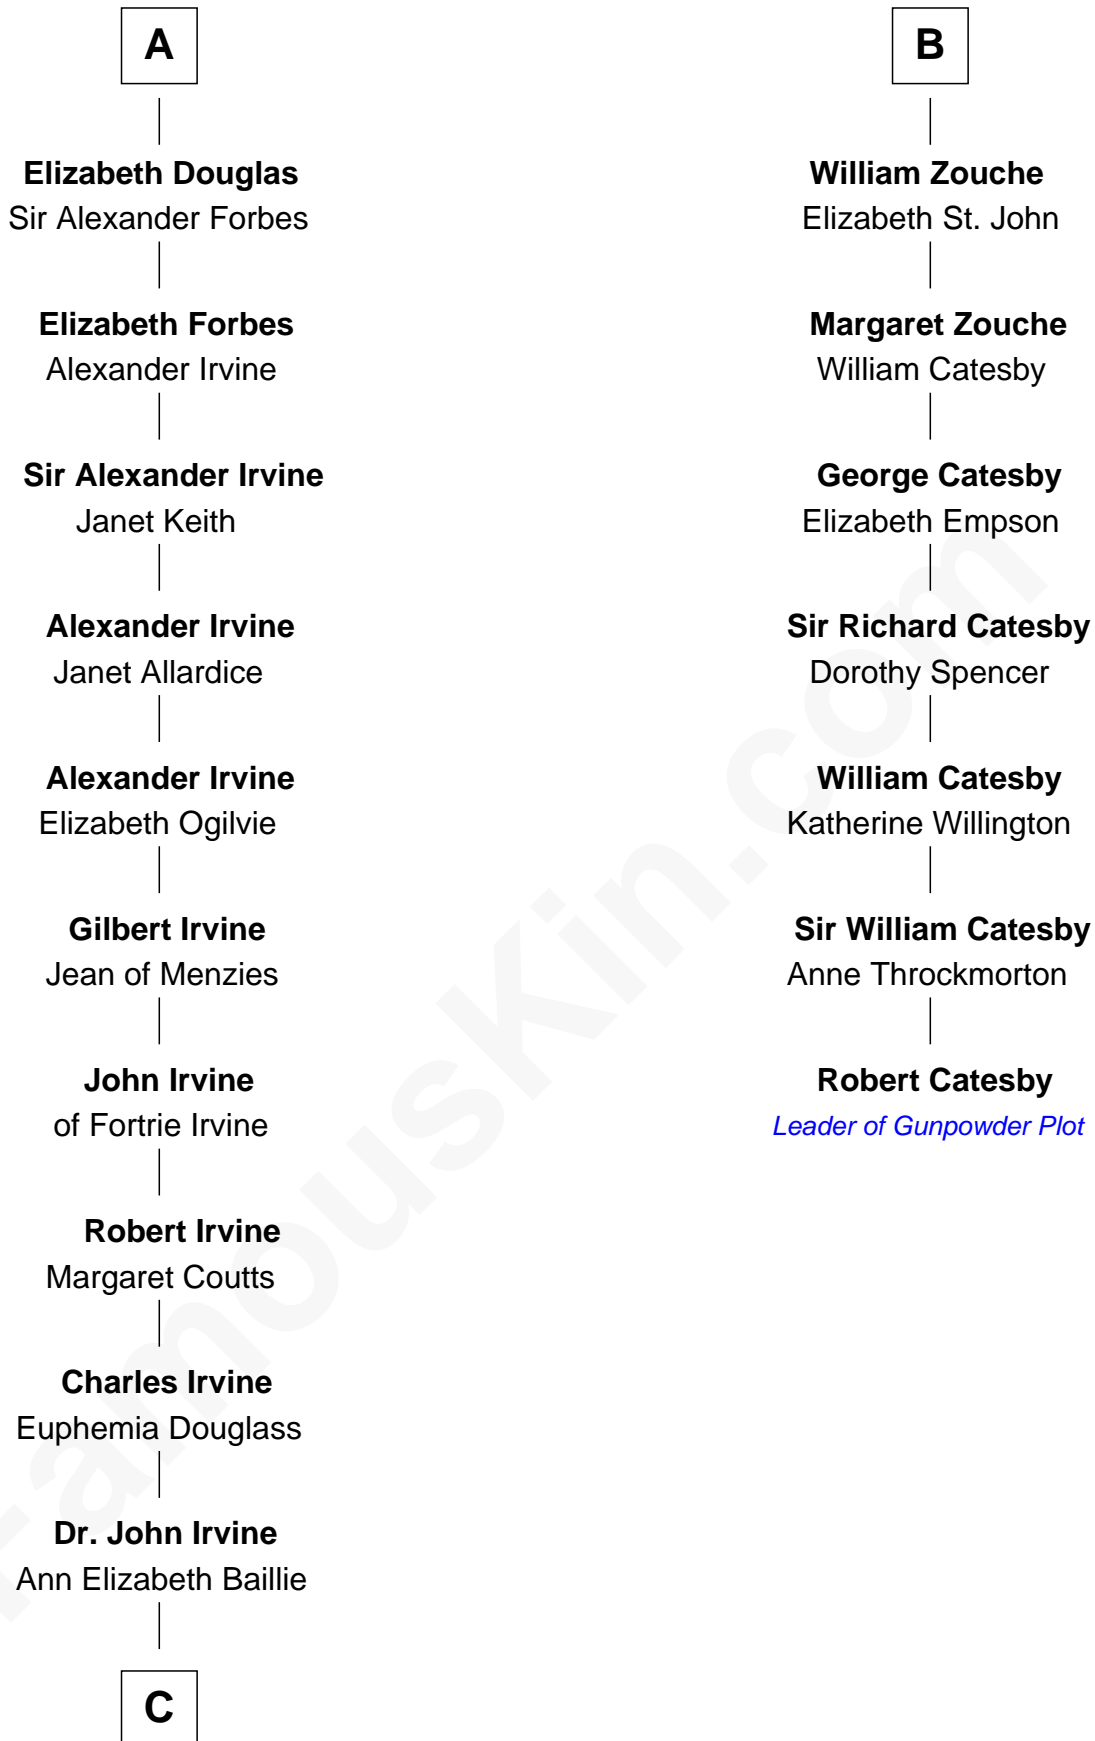 A
Elizabeth Douglas
Sir Alexander Forbes
Elizabeth Forbes
Alexander Irvine
Sir Alexander Irvine
Janet Keith
Alexander Irvine
Janet Allardice
Alexander Irvine
Elizabeth Ogilvie
Gilbert Irvine
Jean of Menzies
John Irvine
of Fortrie Irvine
Robert Irvine
Margaret Coutts
Charles Irvine
Euphemia Douglass
Dr. John Irvine
Ann Elizabeth Baillie
C
B
William Zouche
Elizabeth St. John
Margaret Zouche
William Catesby
George Catesby
Elizabeth Empson
Sir Richard Catesby
Dorothy Spencer
William Catesby
Katherine Willington
Sir William Catesby
Anne Throckmorton
Robert Catesby
Leader of Gunpowder Plot
FamousKin.com